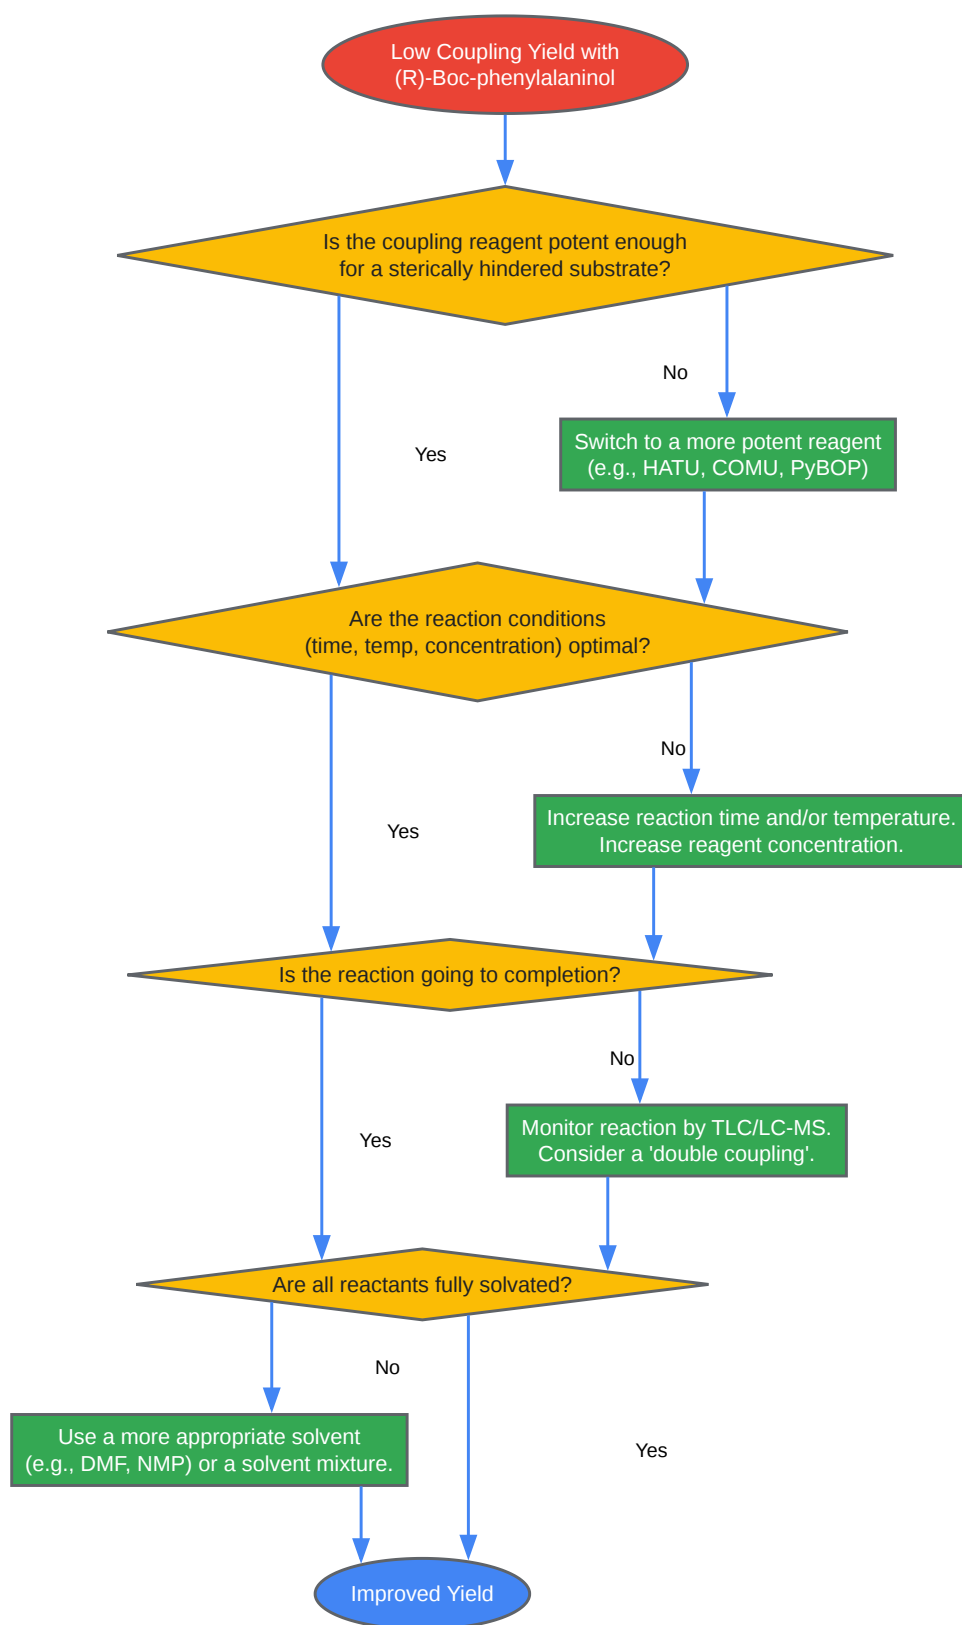 Low Coupling Yield with
(R)-Boc-phenylalaninol
Is the coupling reagent potent enough
for a sterically hindered substrate?
No
Switch to a more potent reagent
(e.g., HATU, COMU, PyBOP)
Yes
Are the reaction conditions
(time, temp, concentration) optimal?
No
Increase reaction time and/or temperature.
Increase reagent concentration.
Yes
Is the reaction going to completion?
No
Monitor reaction by TLC/LC-MS.
Consider a 'double coupling'.
Yes
Are all reactants fully solvated?
No
Use a more appropriate solvent
(e.g., DMF, NMP) or a solvent mixture.
Yes
Improved Yield